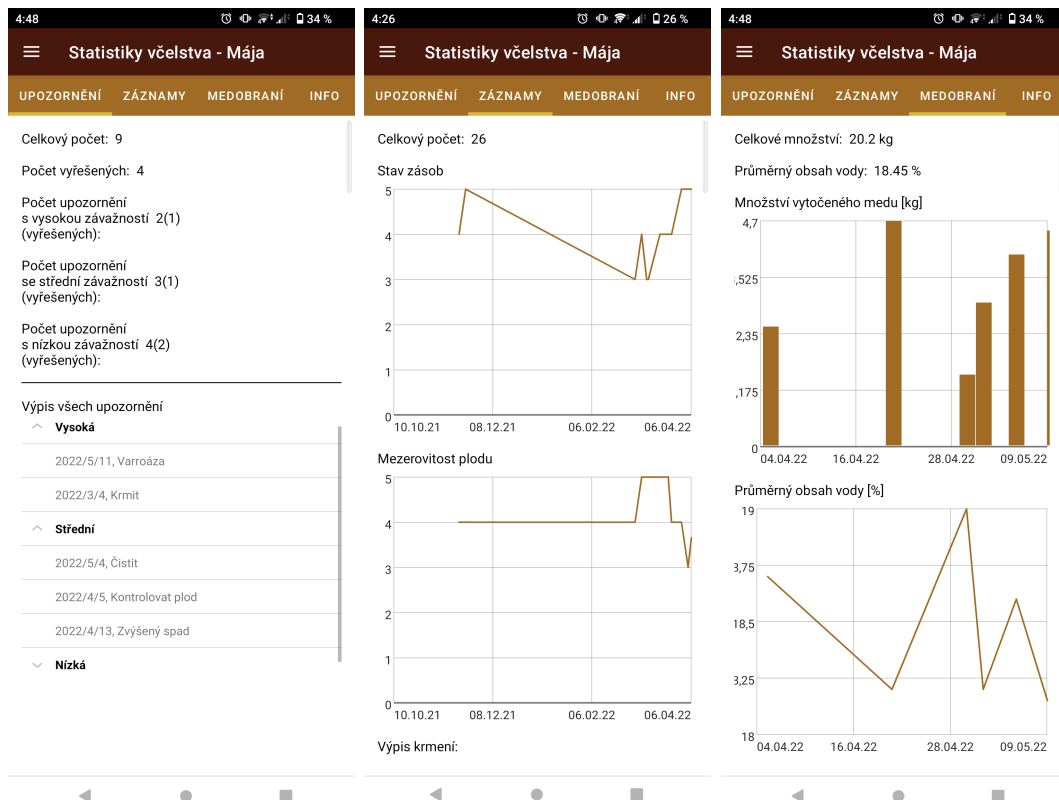 4:48
34 %
Statistiky včelstva - Mája
UPOZORNĚNÍ ZÁZNAMY MEDOBRANÍ INFO
Celkový počet: 9
Počet vyřešených: 4
Počet upozornění
s vysokou závažností 2(1)
(vyřešených):
Počet upozornění
se střední závažností 3(1)
(vyřešených):
Počet upozornění
s nízkou závažností 4(2)
(vyřešených):
Výpis všech upozornění
Vysoká
2022/5/11, Varroáza
2022/3/4, Krmit
Střední
2022/5/4, Čistit
2022/4/5, Kontrolovat plod
2022/4/13, Zvýšený spad
Nízká
4:26
26 %
Statistiky včelstva - Mája
UPOZORNĚNÍ ZÁZNAMY MEDOBRANÍ INFO
Celkový počet: 26
Stav zásob
5
4
3
2
1
0
10.10.21 08.12.21 06.02.22 06.04.22
Mezerovitost plodu
5
4
3
2
1
0
10.10.21 08.12.21 06.02.22 06.04.22
Výpis krmení:
4:48
34 %
Statistiky včelstva - Mája
UPOZORNĚNÍ ZÁZNAMY MEDOBRANÍ INFO
Celkové množství: 20.2 kg
Průměrný obsah vody: 18.45 %
Množství vytočeného medu [kg]
4,7
,525
2,35
,175
0
04.04.22 16.04.22 28.04.22 09.05.22
Průměrný obsah vody [%]
19
3,75
18,5
3,25
18
04.04.22 16.04.22 28.04.22 09.05.22